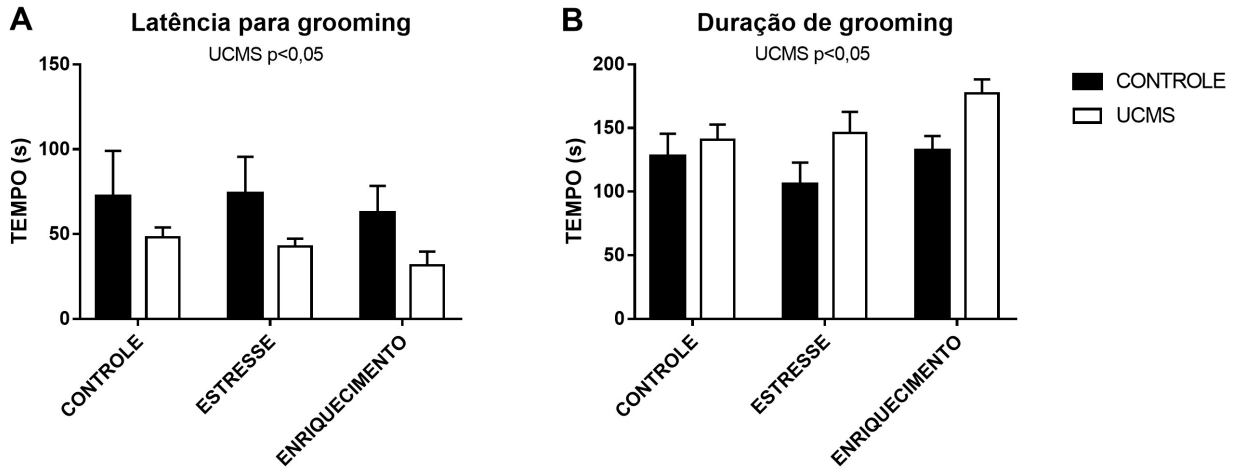 A
Latência para grooming
UCMS p<0,05
TEMPO (s)
150
100
50
0
CONTROLE
ESTRESSE
ENRIQUECIMENTO
B
Duração de grooming
UCMS p<0,05
TEMPO (s)
200
150
100
50
0
CONTROLE
ESTRESSE
ENRIQUECIMENTO
CONTROLE
UCMS